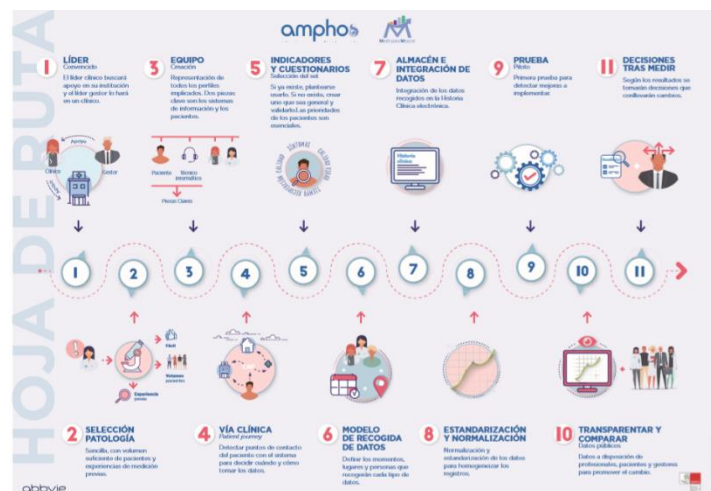 HOJA DE RUTA
amphos
1 LÍDER
Convencido
El líder clínico buscará
apoyo en su institución
y el líder gestor lo hará
en un clínico.
Apoyo
Clínico
Gestor
3 EQUIPO
Creación
Representación de
todos los perfiles
implicados. Dos piezas
clave son los sistemas
de información y los
pacientes.
Paciente
Técnico
informático
Piezas Claves
5 INDICADORES
Y CUESTIONARIOS
Selección del set
Si ya existe, plantearse
usarlo. Si no existe, crear
uno que sea general y
validarlo.Las prioridades
de los pacientes son
esenciales.
7 ALMACÉN E
INTEGRACIÓN DE
DATOS
Integración de los datos
recogidos en la Historia
Clínica electrónica.
Historia
clínica
9 PRUEBA
Piloto
Primera prueba para
detectar mejoras a
implementar.
11 DECISIONES
TRAS MEDIR
Según los resultados se
tomarán decisiones que
conllevarán cambios.
1
2
3
4
5
6
7
8
9
10
11
Fácil
Volumen
pacientes
Experiencia
previa
2 SELECCIÓN
PATOLOGÍA
Sencilla, con volumen
suficiente de pacientes y
experiencias de medición
previas.
4 VÍA CLÍNICA
Patient journey
Detectar puntos de contacto
del paciente con el sistema
para decidir cuándo y cómo
tomar los datos.
6 MODELO
DE RECOGIDA
DE DATOS
Definir los momentos,
lugares y personas que
recogerán cada tipo de
datos.
8 ESTANDARIZACIÓN
Y NORMALIZACIÓN
Normalización y
estandarización de los datos
para homogeneizar los
registros.
10 TRANSPARENTAR Y
COMPARAR
Datos públicos
Datos a disposición de
profesionales, pacientes y gestores
para promover el cambio.
abbvie